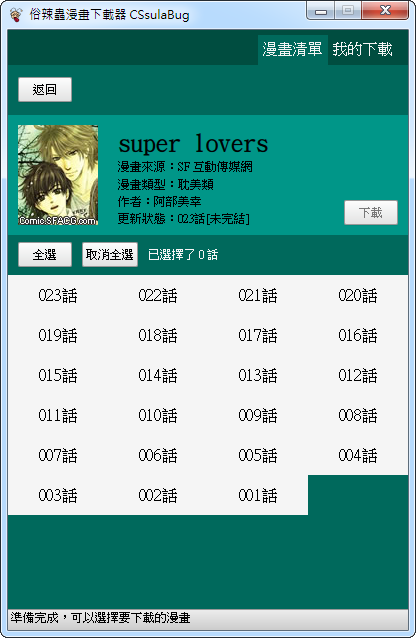 俗辣蟲漫畫下載器 CSsulaBug
漫畫清單 我的下載
返回
super lovers
漫畫來源：SF 互動傳媒網
漫畫類型：耽美類
作者：阿部美幸
更新狀態：023話[未完結]
Comic.SFACG.com
下載
全選 取消全選 已選擇了 0 話
023話 022話 021話 020話
019話 018話 017話 016話
015話 014話 013話 012話
011話 010話 009話 008話
007話 006話 005話 004話
003話 002話 001話
準備完成，可以選擇要下載的漫畫